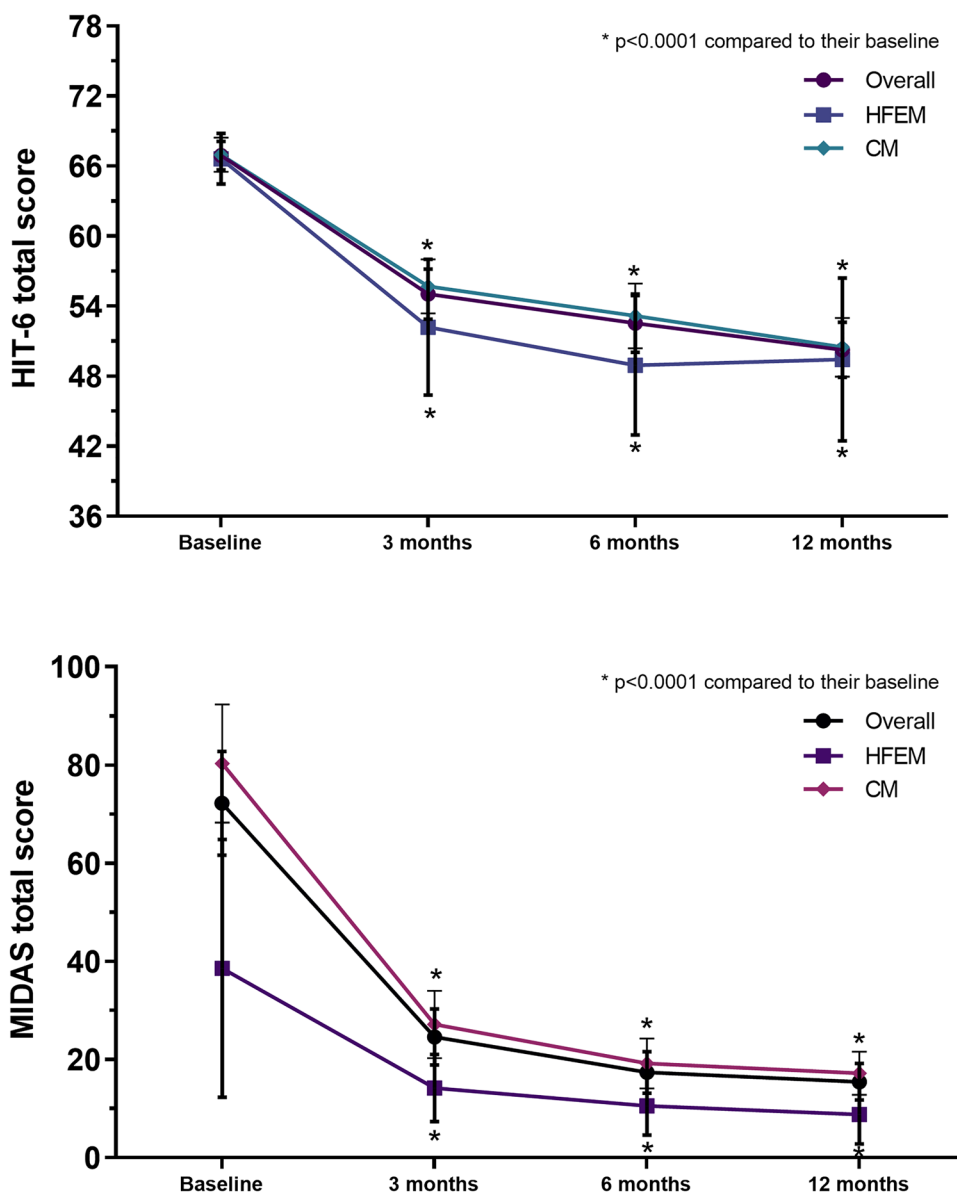 78
* p<0.0001 compared to their baseline
Overall
HFEM
CM
72
66
60
54
48
42
36
HIT-6 total score
Baseline 3 months 6 months 12 months
* *
*
*
* *
100
* p<0.0001 compared to their baseline
Overall
HFEM
CM
80
60
40
20
0
MIDAS total score
*
*
*
* * *
Baseline 3 months 6 months 12 months